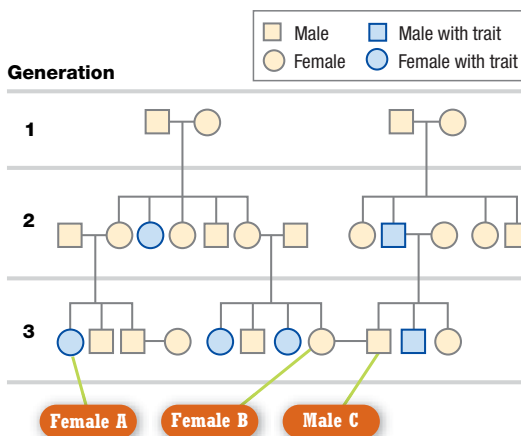 Male
Male with trait
Female
Female with trait
Generation
1
2
3
Female A
Female B
Male C